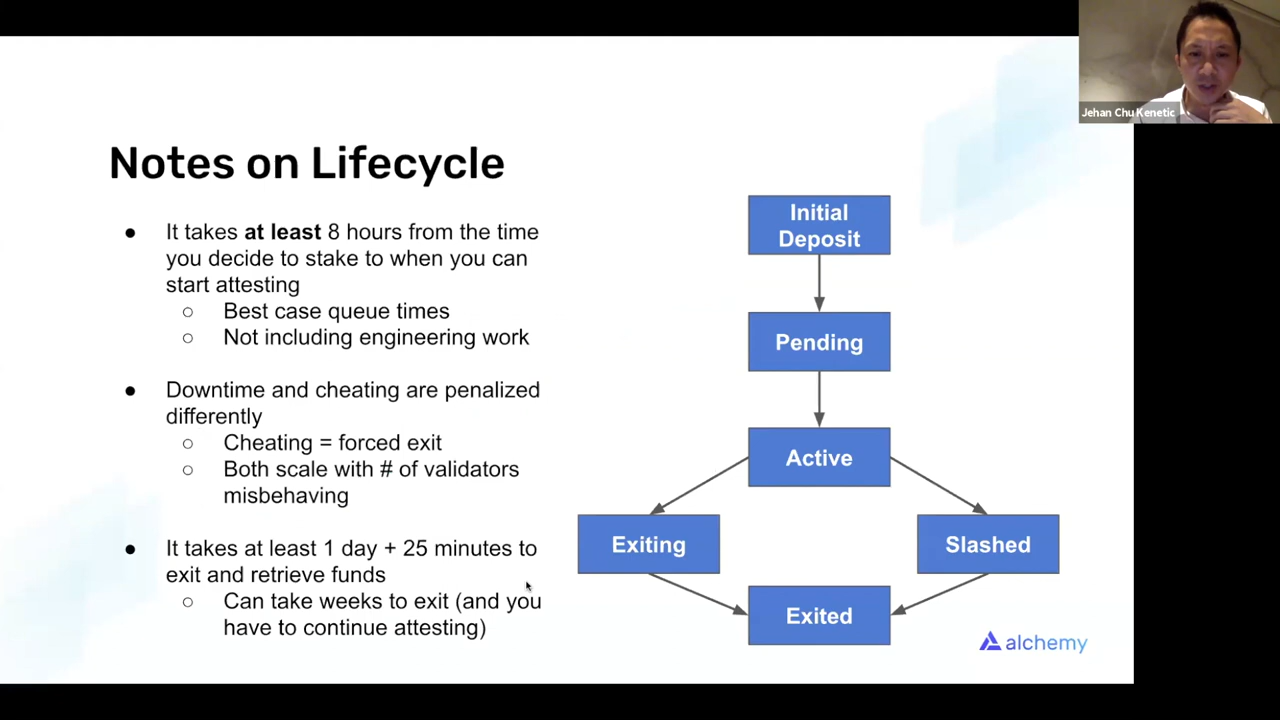 Jehan Chu Kenetic
Notes on Lifecycle
● It takes at least 8 hours from the time
you decide to stake to when you can
start attesting
○ Best case queue times
○ Not including engineering work
● Downtime and cheating are penalized
differently
○ Cheating = forced exit
○ Both scale with # of validators
misbehaving
● It takes at least 1 day + 25 minutes to
exit and retrieve funds
○ Can take weeks to exit (and you
have to continue attesting)
Initial
Deposit
Pending
Active
Exiting
Slashed
Exited
alchemy